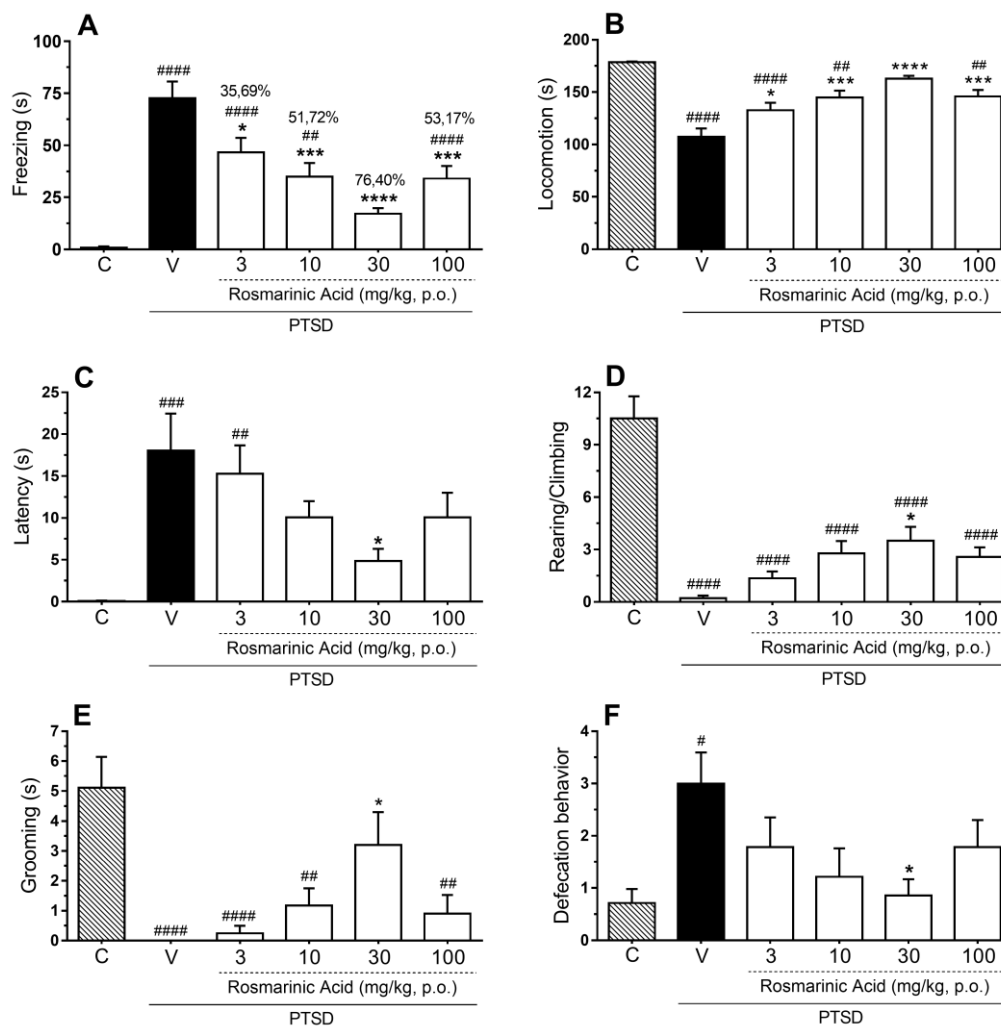 A
Freezing (s)
100
75
50
25
0
####
35,69%
####
*
51,72%
##
***
76,40%
****
53,17%
####
***
C V 3 10 30 100
Rosmarinic Acid (mg/kg, p.o.)
PTSD
B
Locomotion (s)
200
150
100
50
0
####
####
*
##
***
****
##
***
C V 3 10 30 100
Rosmarinic Acid (mg/kg, p.o.)
PTSD
C
Latency (s)
25
20
15
10
5
0
###
##
*
C V 3 10 30 100
Rosmarinic Acid (mg/kg, p.o.)
PTSD
D
Rearing/Climbing
12
9
6
3
0
####
####
####
####
*
####
C V 3 10 30 100
Rosmarinic Acid (mg/kg, p.o.)
PTSD
E
Grooming (s)
7
6
5
4
3
2
1
0
####
####
##
*
##
C V 3 10 30 100
Rosmarinic Acid (mg/kg, p.o.)
PTSD
F
Defecation behavior
4
3
2
1
0
#
*
C V 3 10 30 100
Rosmarinic Acid (mg/kg, p.o.)
PTSD